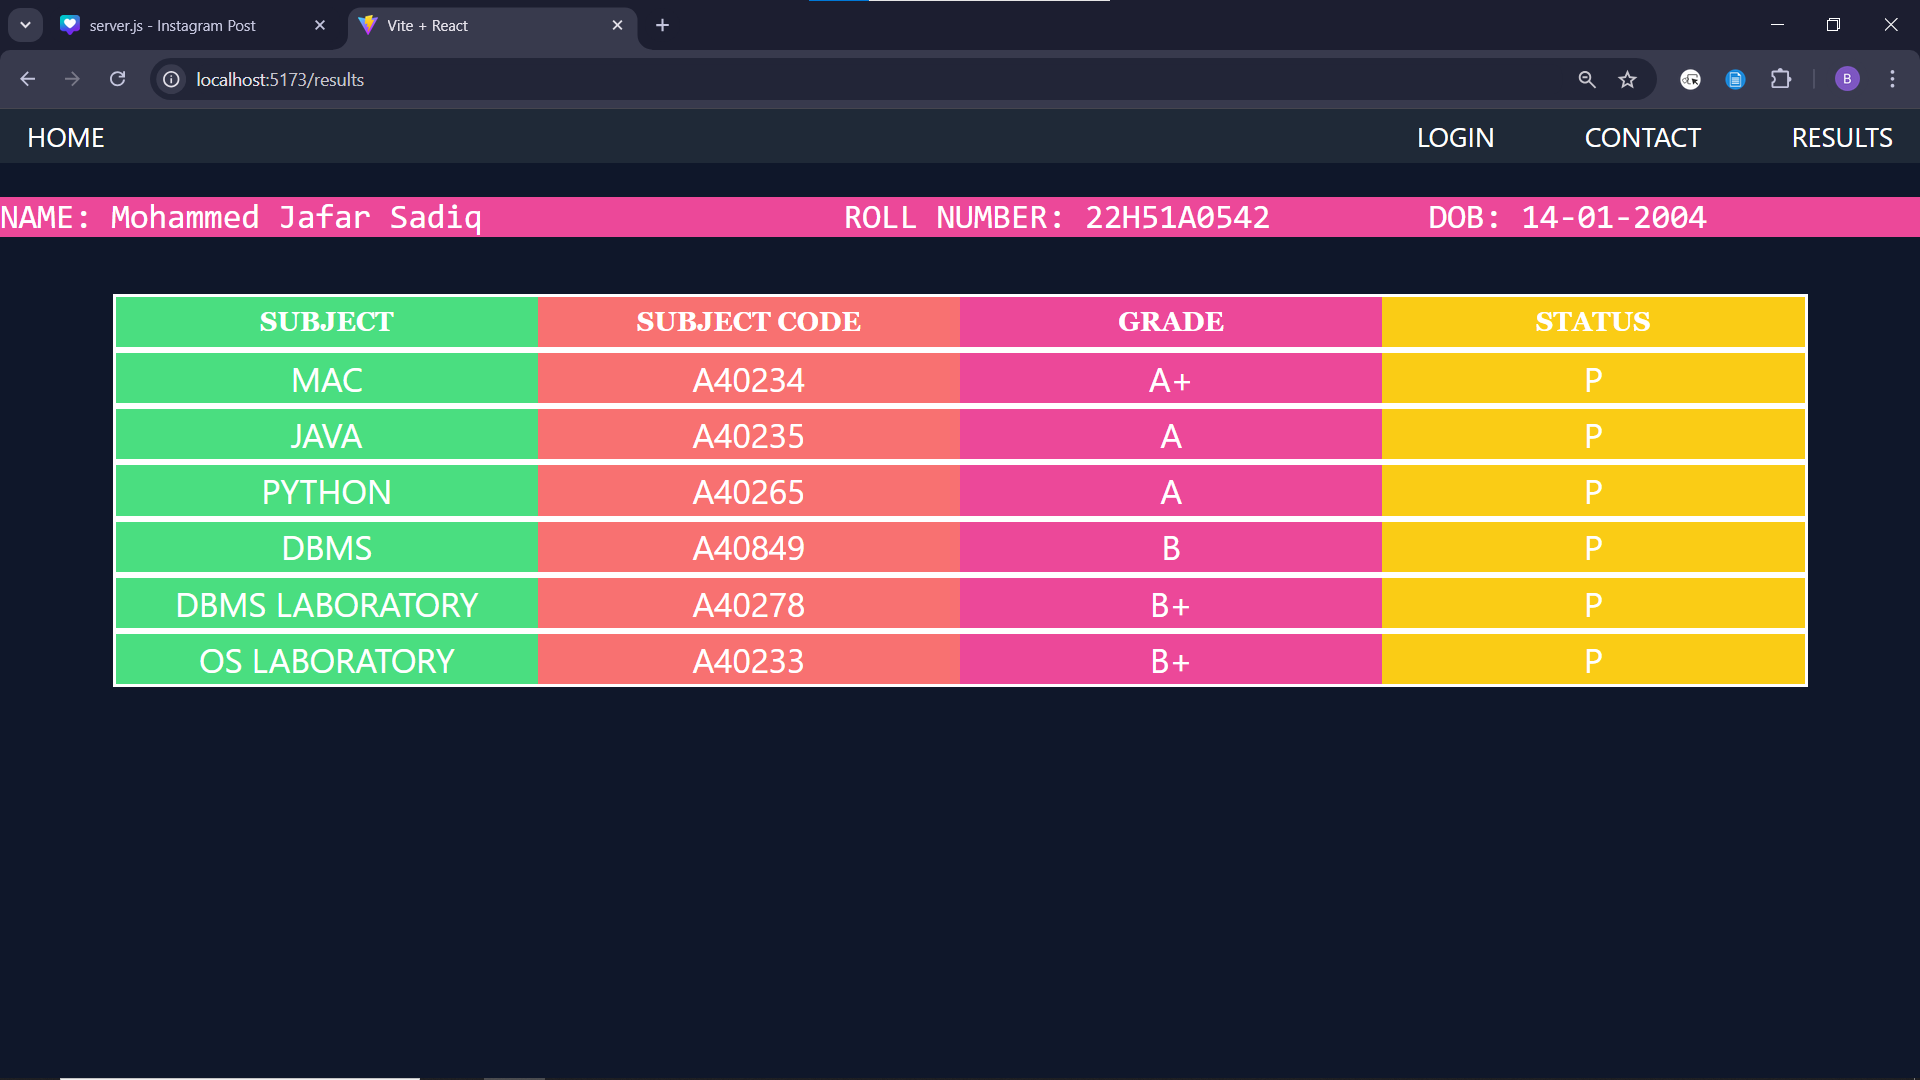 server.js - Instagram Post
Vite + React
localhost:5173/results
B
HOME LOGIN CONTACT RESULTS
NAME: Mohammed Jafar Sadiq ROLL NUMBER: 22H51A0542 DOB: 14-01-2004
SUBJECT SUBJECT CODE GRADE STATUS
MAC A40234 A+ P
JAVA A40235 A P
PYTHON A40265 A P
DBMS A40849 B P
DBMS LABORATORY A40278 B+ P
OS LABORATORY A40233 B+ P